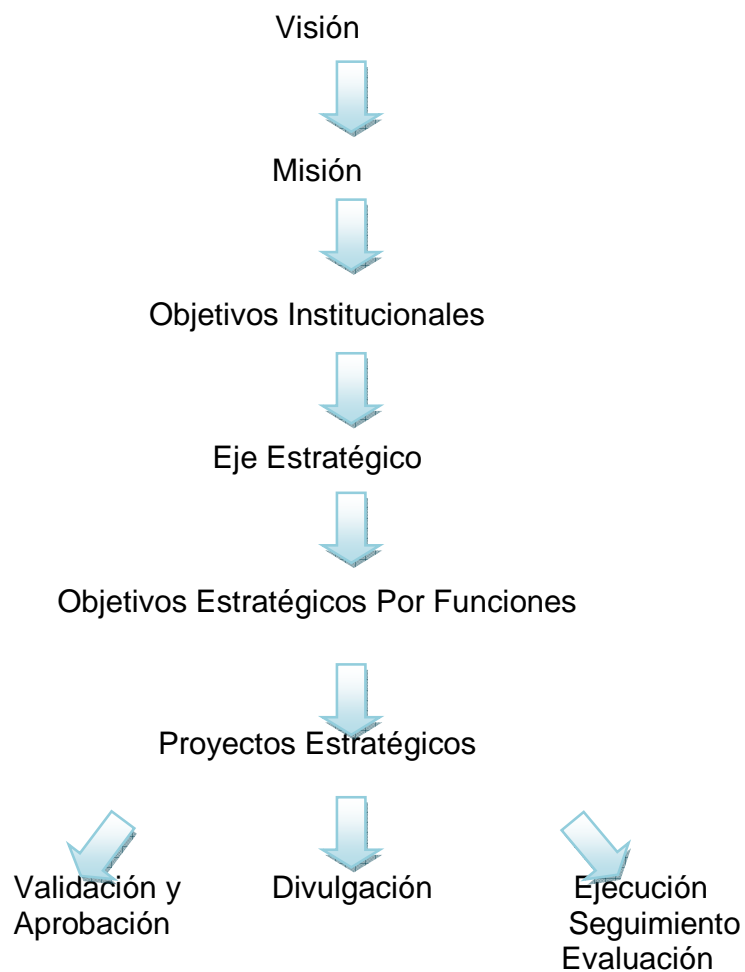 Visión
Misión
Objetivos Institucionales
Eje Estratégico
Objetivos Estratégicos Por Funciones
Proyectos Estratégicos
Validación y
Aprobación
Divulgación
Ejecución
Seguimiento
Evaluación